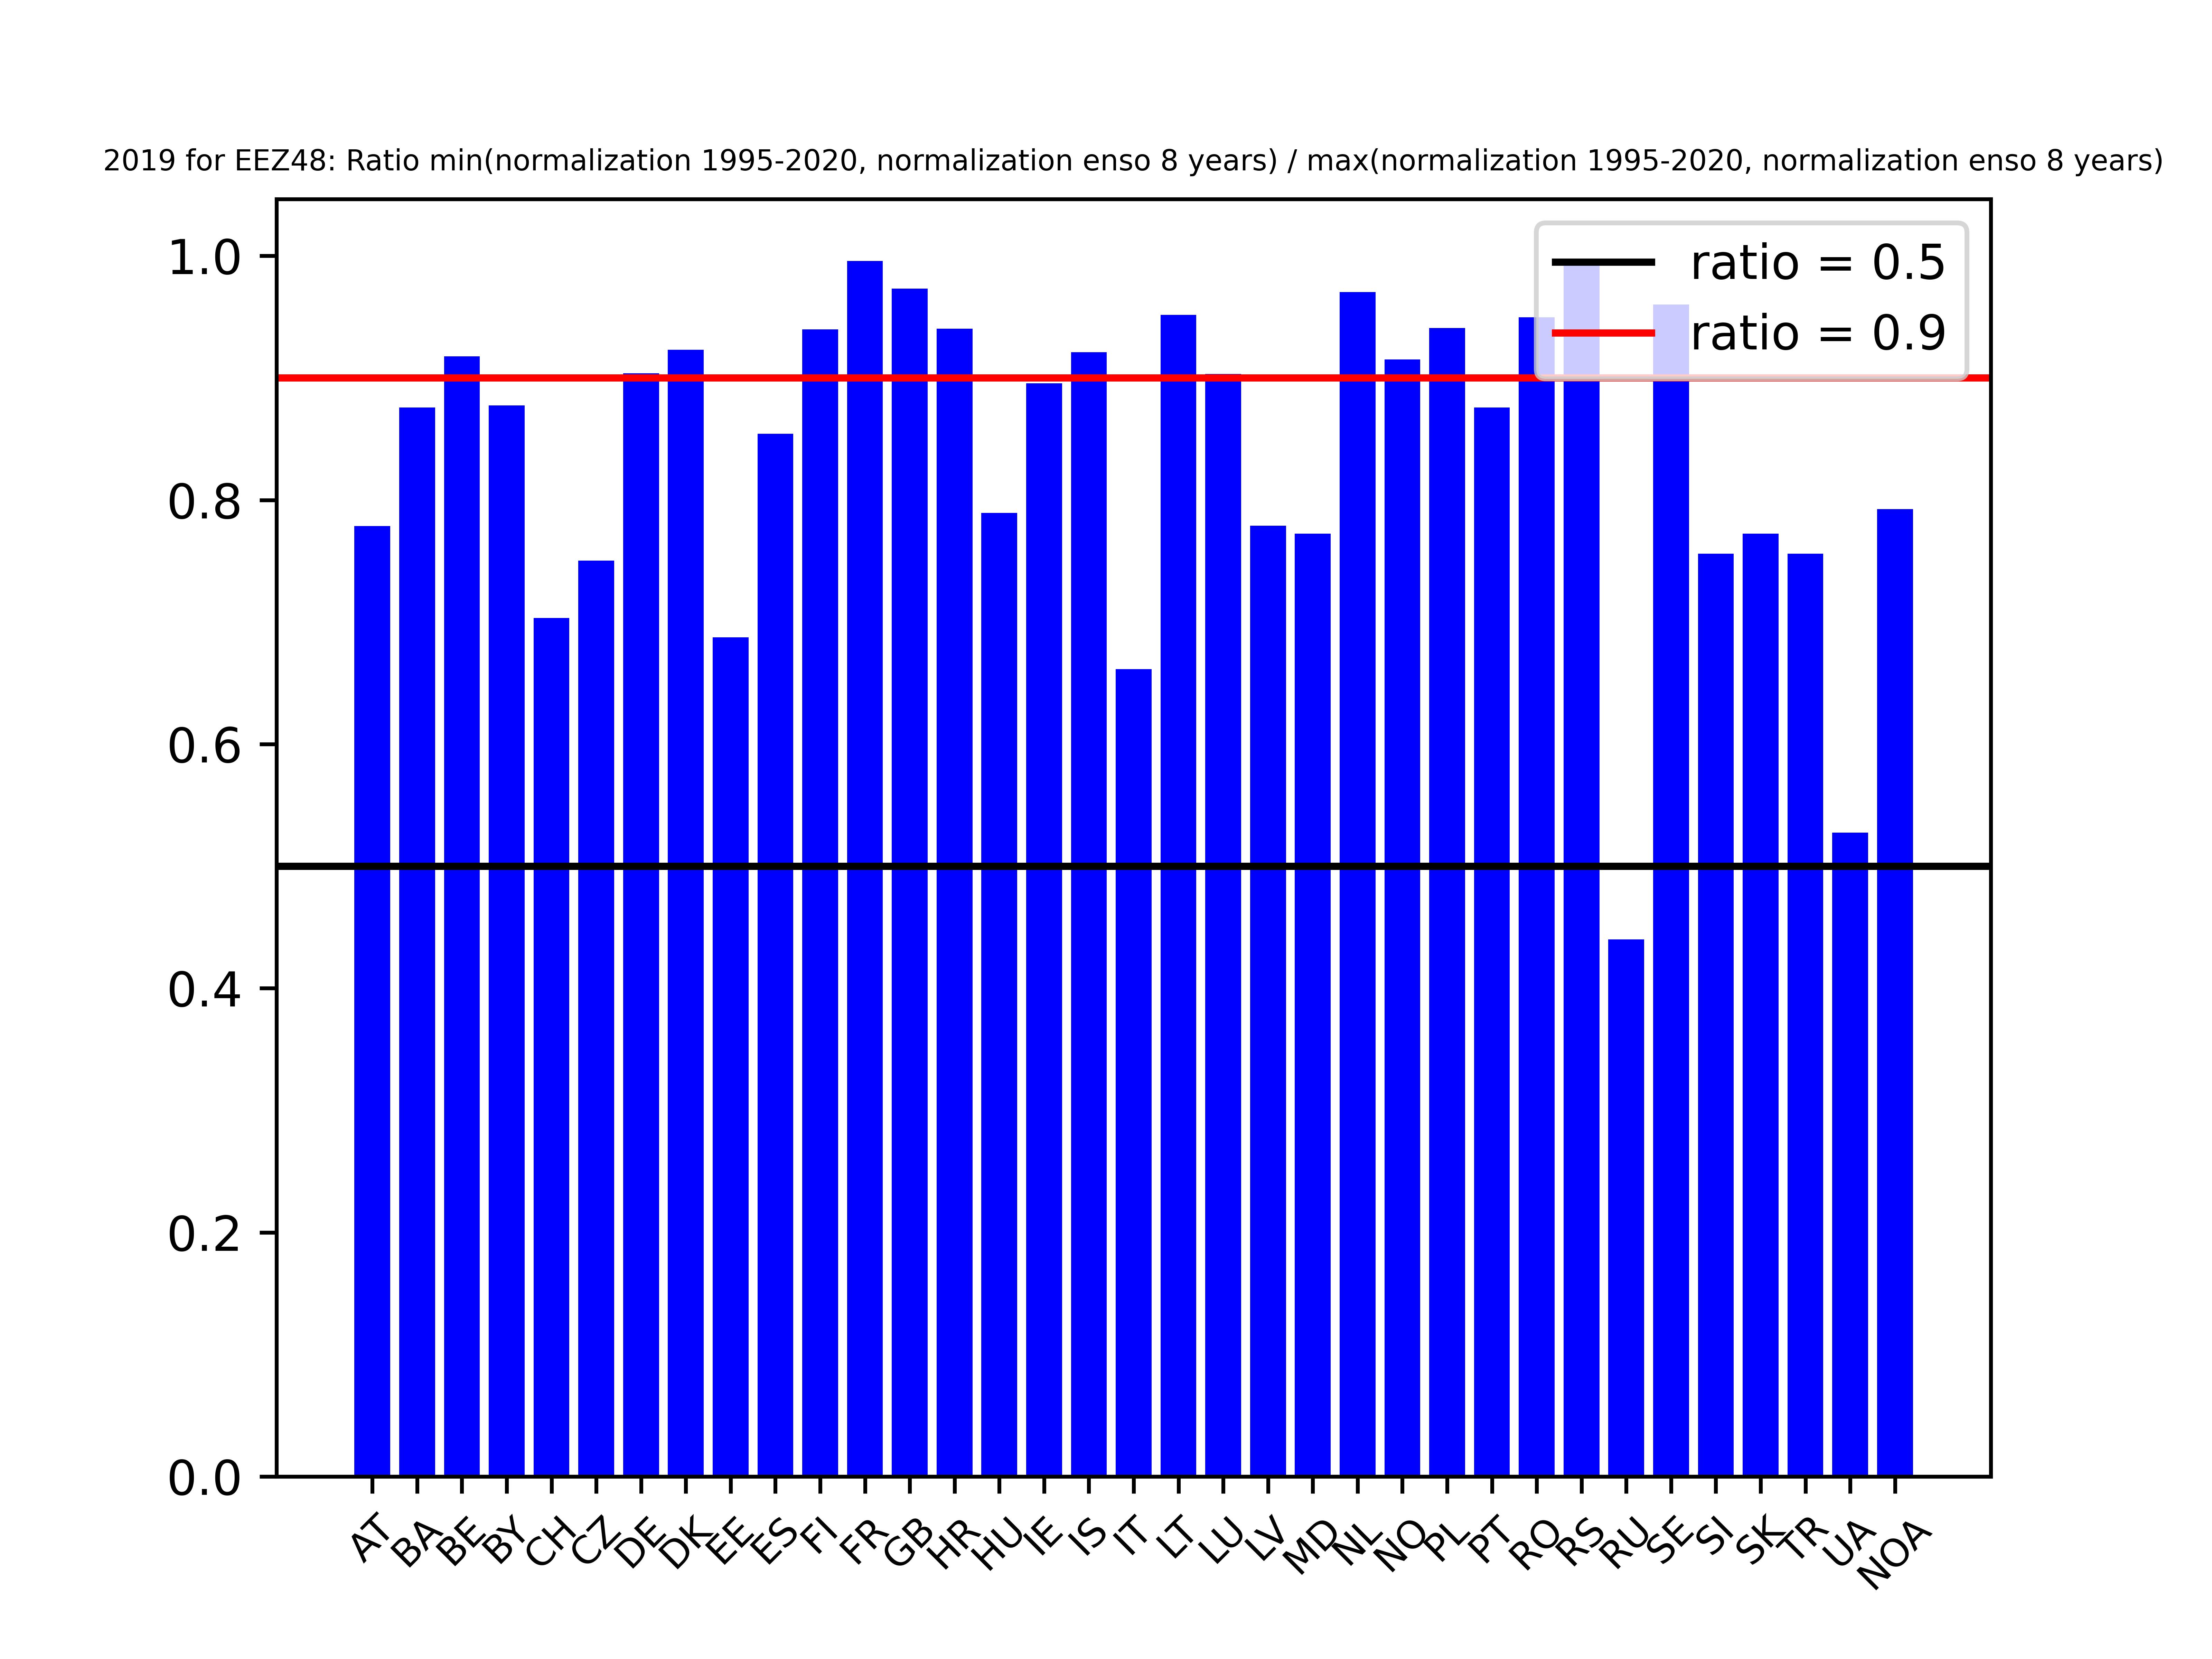 2019 for EEZ48: Ratio min(normalization 1995-2020, normalization enso 8 years) / max(normalization 1995-2020, normalization enso 8 years)
ratio = 0.5
ratio = 0.9
1.0
0.8
0.6
0.4
0.2
0.0
AT BA BE BY CH CZ DE DK EE ES FI FR GB HR HU IE IS IT LT LU LV MD NL NO PL PT RO RS RU SE SI SK TR UA NOA